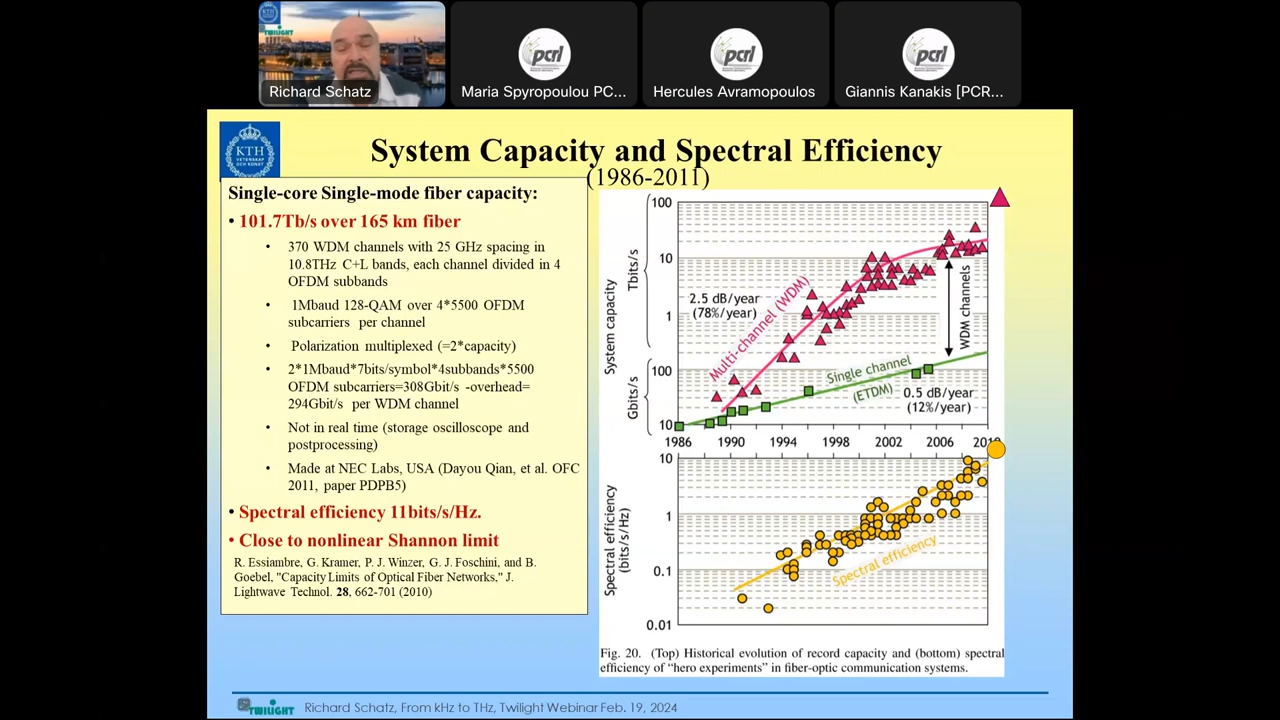 TWILIGHT
Richard Schatz
pcrl
Maria Spyropoulou PC...
pcrl
Hercules Avramopoulos
pcrl
Giannis Kanakis [PCR...
KTH
VETENSKAP
OCH KONST
System Capacity and Spectral Efficiency
(1986-2011)
Single-core Single-mode fiber capacity:
• 101.7Tb/s over 165 km fiber
• 370 WDM channels with 25 GHz spacing in
10.8THz C+L bands, each channel divided in 4
OFDM subbands
• 1Mbaud 128-QAM over 4*5500 OFDM
subcarriers per channel
• Polarization multiplexed (=2*capacity)
• 2*1Mbaud*7bits/symbol*4subbands*5500
OFDM subcarriers=308Gbit/s -overhead=
294Gbit/s per WDM channel
• Not in real time (storage oscilloscope and
postprocessing)
• Made at NEC Labs, USA (Dayou Qian, et al. OFC
2011, paper PDPB5)
• Spectral efficiency 11bits/s/Hz.
• Close to nonlinear Shannon limit
R. Essiambre, G. Kramer, P. J. Winzer, G. J. Foschini, and B.
Goebel, "Capacity Limits of Optical Fiber Networks," J.
Lightwave Technol. 28, 662-701 (2010)
System capacity
Gbits/s Tbits/s
100
10
1
100
10
2.5 dB/year
(78%/year)
Multi-channel (WDM)
WDM channels
Single channel
(ETDM)
0.5 dB/year
(12%/year)
1986 1990 1994 1998 2002 2006
Spectral efficiency
(bits/s/Hz)
10
1
0.1
0.01
Spectral efficiency
Fig. 20. (Top) Historical evolution of record capacity and (bottom) spectral
efficiency of “hero experiments” in fiber-optic communication systems.
TWILIGHT
Richard Schatz, From kHz to THz, Twilight Webinar Feb. 19, 2024